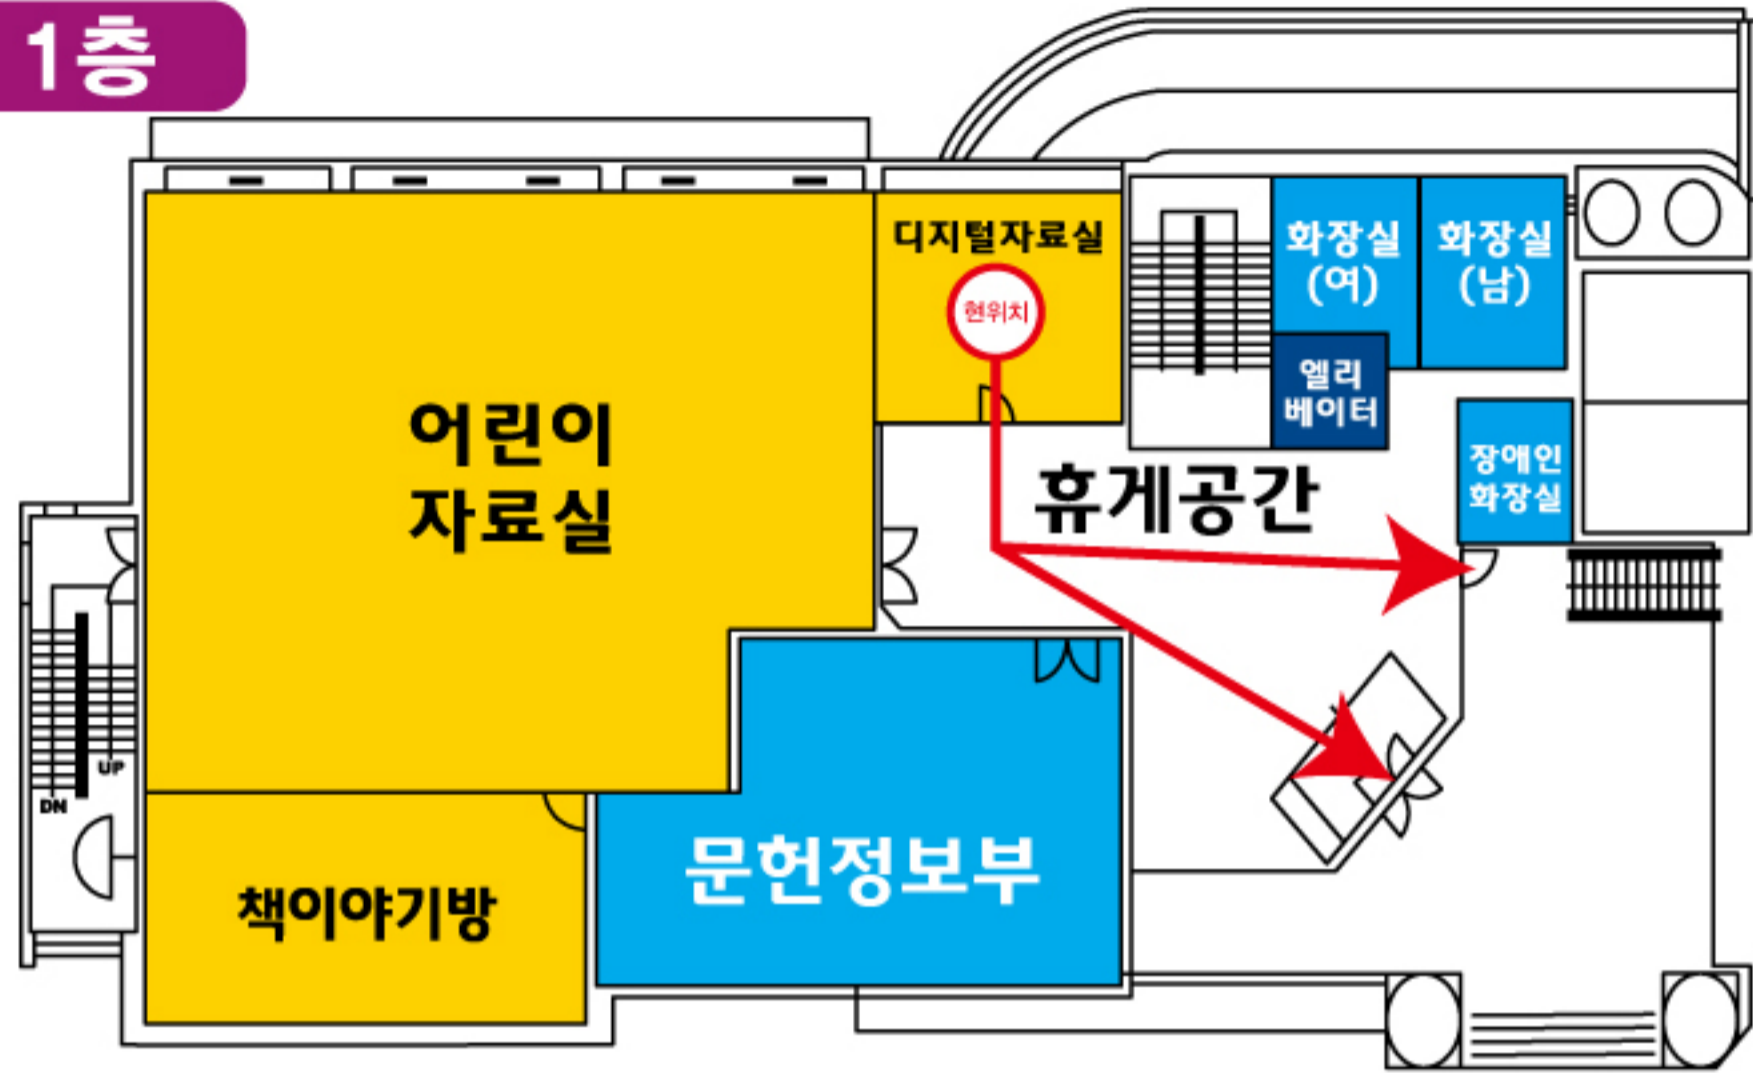 1층
디지털자료실
현위치
화장실
(여)
화장실
(남)
엘리
베이터
어린이
자료실
휴게공간
장애인
화장실
UP
DN
책이야기방
문헌정보부